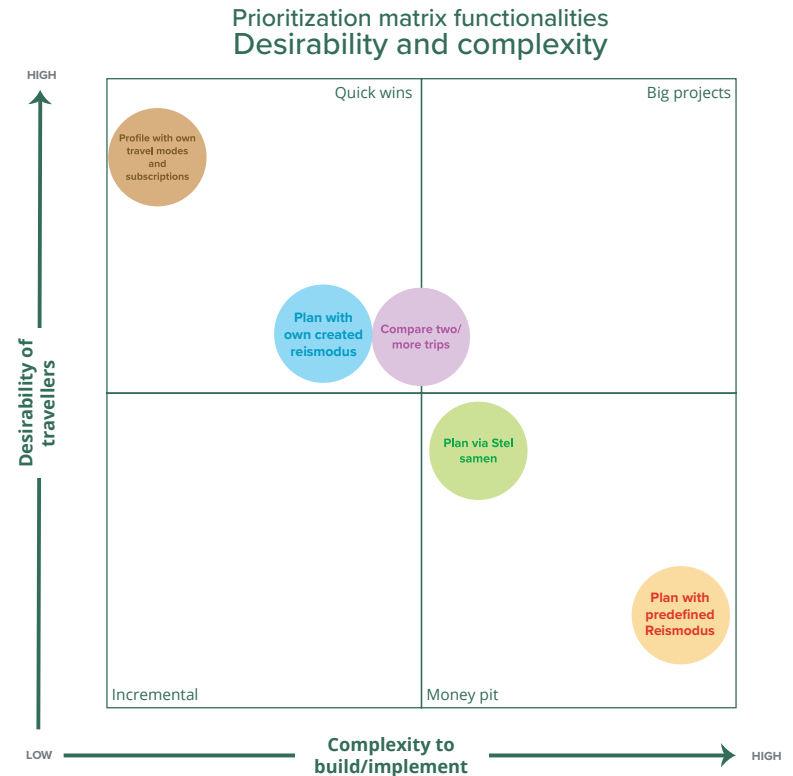 Prioritization matrix functionalities
Desirability and complexity
HIGH
Quick wins
Big projects
Profile with own
travel modes
and
subscriptions
Plan with
own created
reismodus
Compare two/
more trips
Desirability of
travellers
Plan via Stel
samen
Plan with
predefined
Reismodus
Incremental
Money pit
LOW
Complexity to
build/implement
HIGH